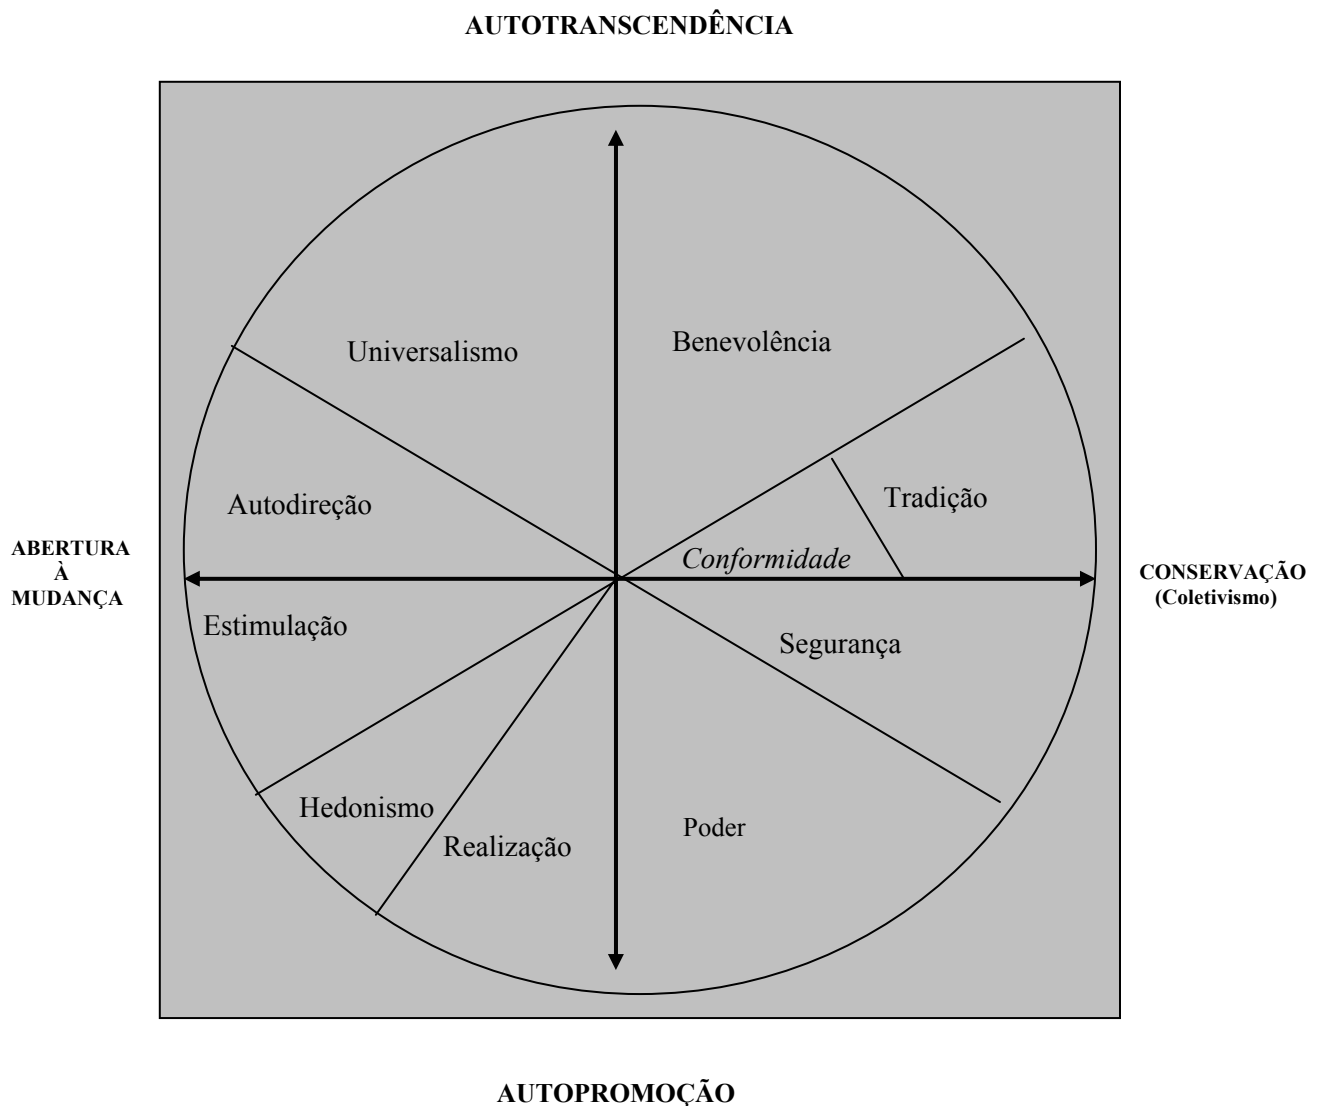 AUTOTRANSCENDÊNCIA
Universalismo
Benevolência
Autodireção
Tradição
ABERTURA
À
MUDANÇA
Conformidade
CONSERVAÇÃO
(Coletivismo)
Estimulação
Segurança
Hedonismo
Realização
Poder
AUTOPROMOÇÃO